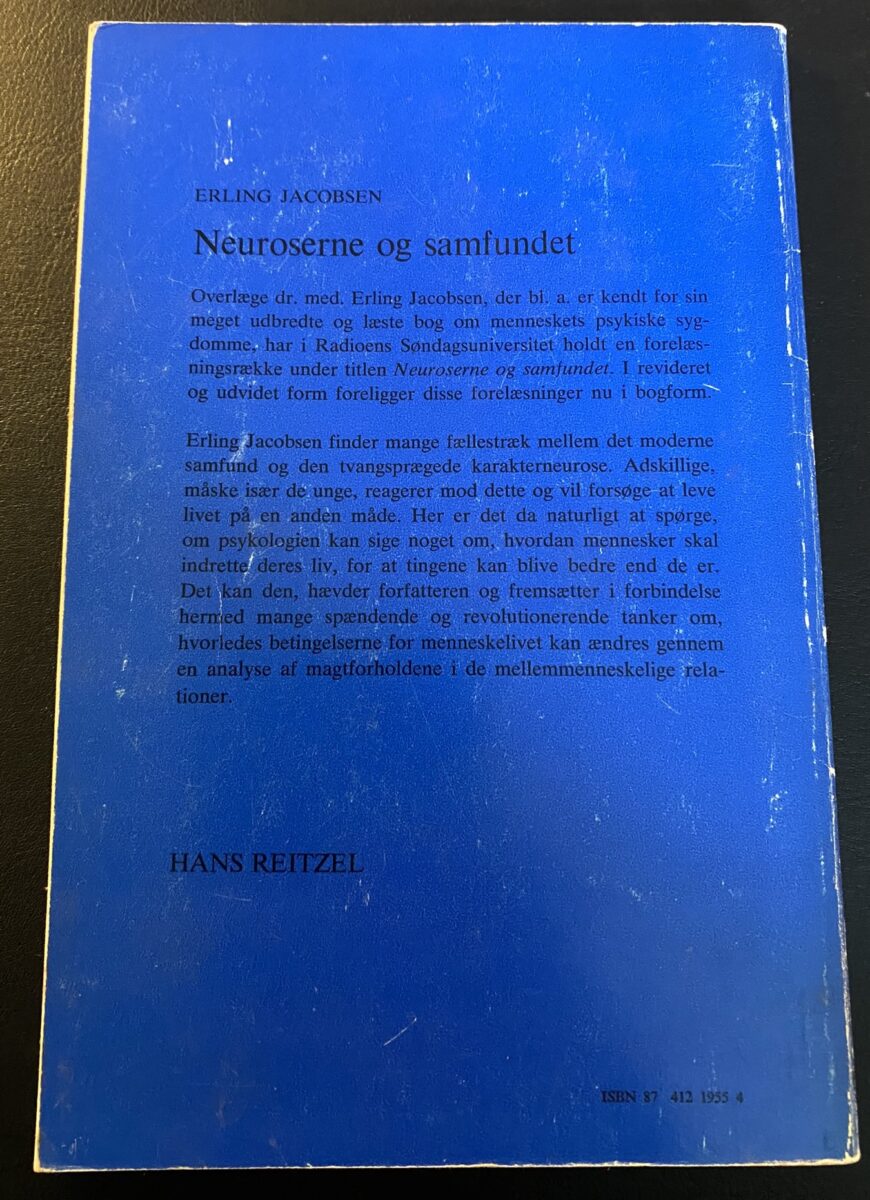 ERLING JACOBSEN
Neuroserne og samfundet
Overlæge dr. med. Erling Jacobsen, der bl. a. er kendt for sin
meget udbredte og læste bog om menneskets psykiske syg-
domme, har i Radioens Søndagsuniversitet holdt en forelæs-
ningsrække under titlen Neuroserne og samfundet. I revideret
og udvidet form foreligger disse forelæsninger nu i bogform.
Erling Jacobsen finder mange fællestræk mellem det moderne
samfund og den tvangsprægede karakterneurose. Adskillige,
måske især de unge, reagerer mod dette og vil forsøge at leve
livet på en anden måde. Her er det da naturligt at spørge,
om psykologien kan sige noget om, hvordan mennesker skal
indrette deres liv, for at tingene kan blive bedre end de er.
Det kan den, hævder forfatteren og fremsætter i forbindelse
hermed mange spændende og revolutionerende tanker om,
hvorledes betingelserne for menneskelivet kan ændres gennem
en analyse af magtforholdene i de mellemmenneskelige rela-
tioner.
HANS REITZEL
ISBN 87 412 1955 4